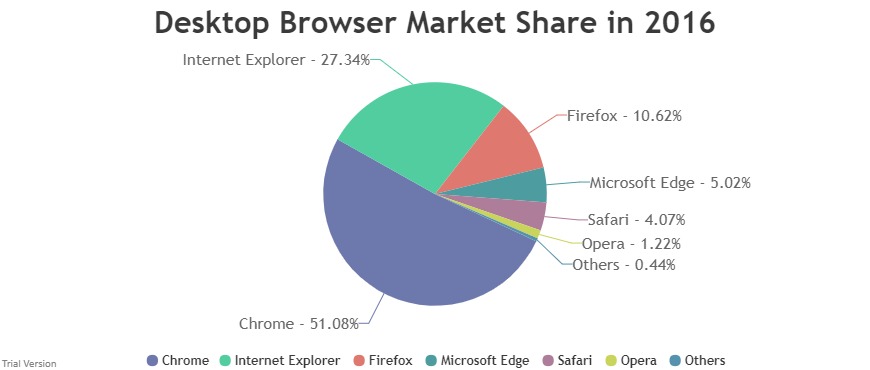 Desktop Browser Market Share in 2016
Internet Explorer - 27.34%
Firefox - 10.62%
Microsoft Edge - 5.02%
Safari - 4.07%
Opera - 1.22%
Others - 0.44%
Chrome - 51.08%
Chrome Internet Explorer Firefox Microsoft Edge Safari Opera Others
Trial Version